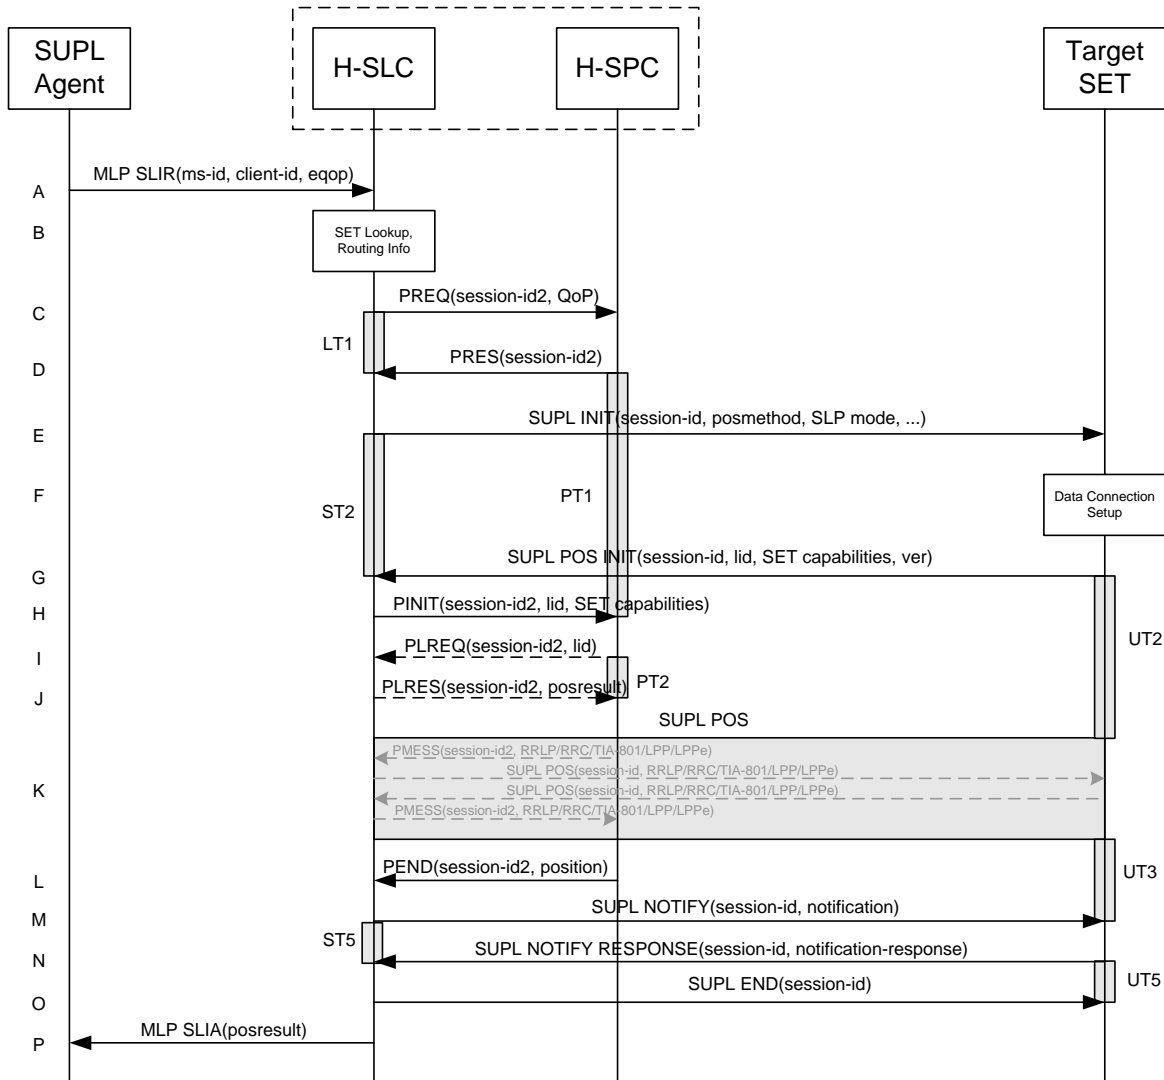 SUPL
Agent
H-SLC
H-SPC
Target
SET
MLP SLIR(ms-id, client-id, eqop)
A
B
SET Lookup,
Routing Info
PREQ(session-id2, QoP)
C
LT1
PRES(session-id2)
D
SUPL INIT(session-id, posmethod, SLP mode, ...)
E
F
PT1
Data Connection
Setup
ST2
SUPL POS INIT(session-id, lid, SET capabilities, ver)
G
PINIT(session-id2, lid, SET capabilities)
H
PLREQ(session-id2, lid)
UT2
I
PLRES(session-id2, posresult)
PT2
J
SUPL POS
PMESS(session-id2, RRLP/RRC/TIA-801/LPP/LPPe)
SUPL POS(session-id, RRLP/RRC/TIA-801/LPP/LPPe)
K
SUPL POS(session-id, RRLP/RRC/TIA-801/LPP/LPPe)
PMESS(session-id2, RRLP/RRC/TIA-801/LPP/LPPe)
PEND(session-id2, position)
UT3
L
SUPL NOTIFY(session-id, notification)
M
ST5
SUPL NOTIFY RESPONSE(session-id, notification-response)
N
UT5
SUPL END(session-id)
O
MLP SLIA(posresult)
P